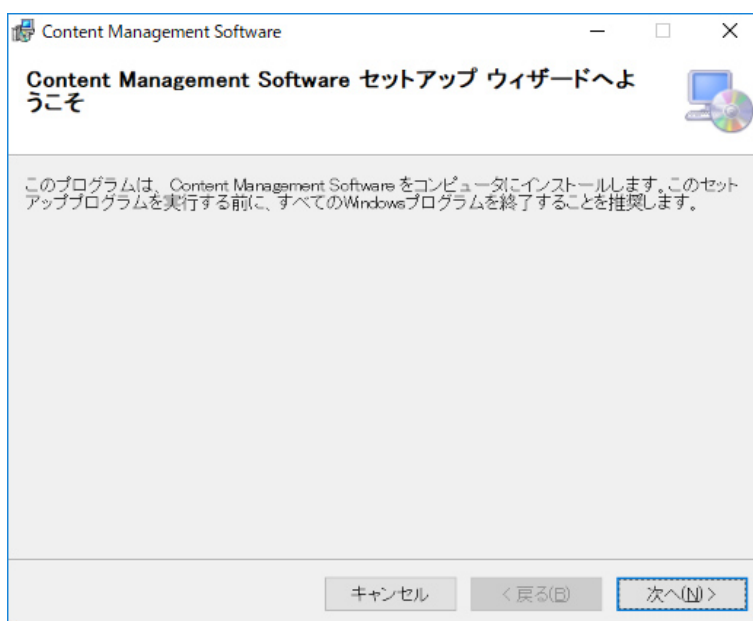 Content Management Software
Content Management Software セットアップ ウィザードへよ
うこそ
このプログラムは、Content Management Software をコンピュータにインストールします。このセット
アッププログラムを実行する前に、すべてのWindowsプログラムを終了することを推奨します。
キャンセル
< 戻る(B)
次へ(N) >